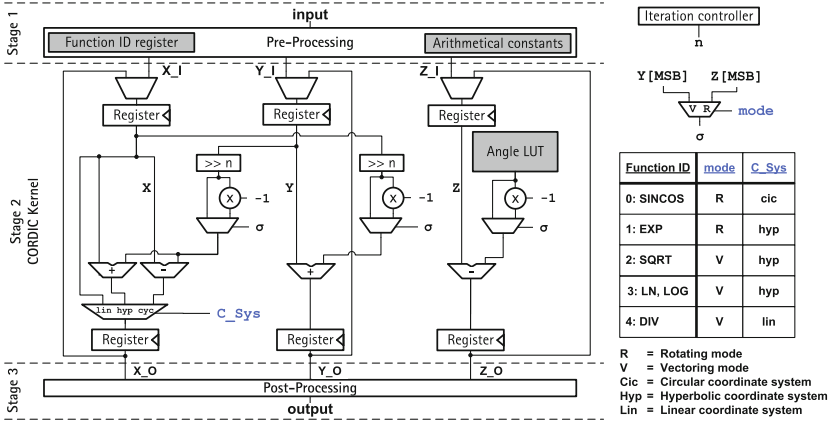 Stage 1
input
Function ID register
Pre-Processing
Arithmetical constants
X_I
Y_I
Z_I
Stage 2
CORDIC Kernel
Register
Register
Register
>> n
>> n
Angle LUT
X
Y
Z
x
-1
x
-1
x
-1
σ
σ
σ
+
-
+
-
lin hyp cyc
C_Sys
Register
Register
Register
Stage 3
X_O
Y_O
Z_O
Post-Processing
output
Iteration controller
n
Y[MSB]
Z[MSB]
V R
mode
σ
Function ID mode C_Sys
0: SINCOS R cic
1: EXP R hyp
2: SQRT V hyp
3: LN, LOG V hyp
4: DIV V lin
R = Rotating mode
V = Vectoring mode
Cic = Circular coordinate system
Hyp = Hyperbolic coordinate system
Lin = Linear coordinate system